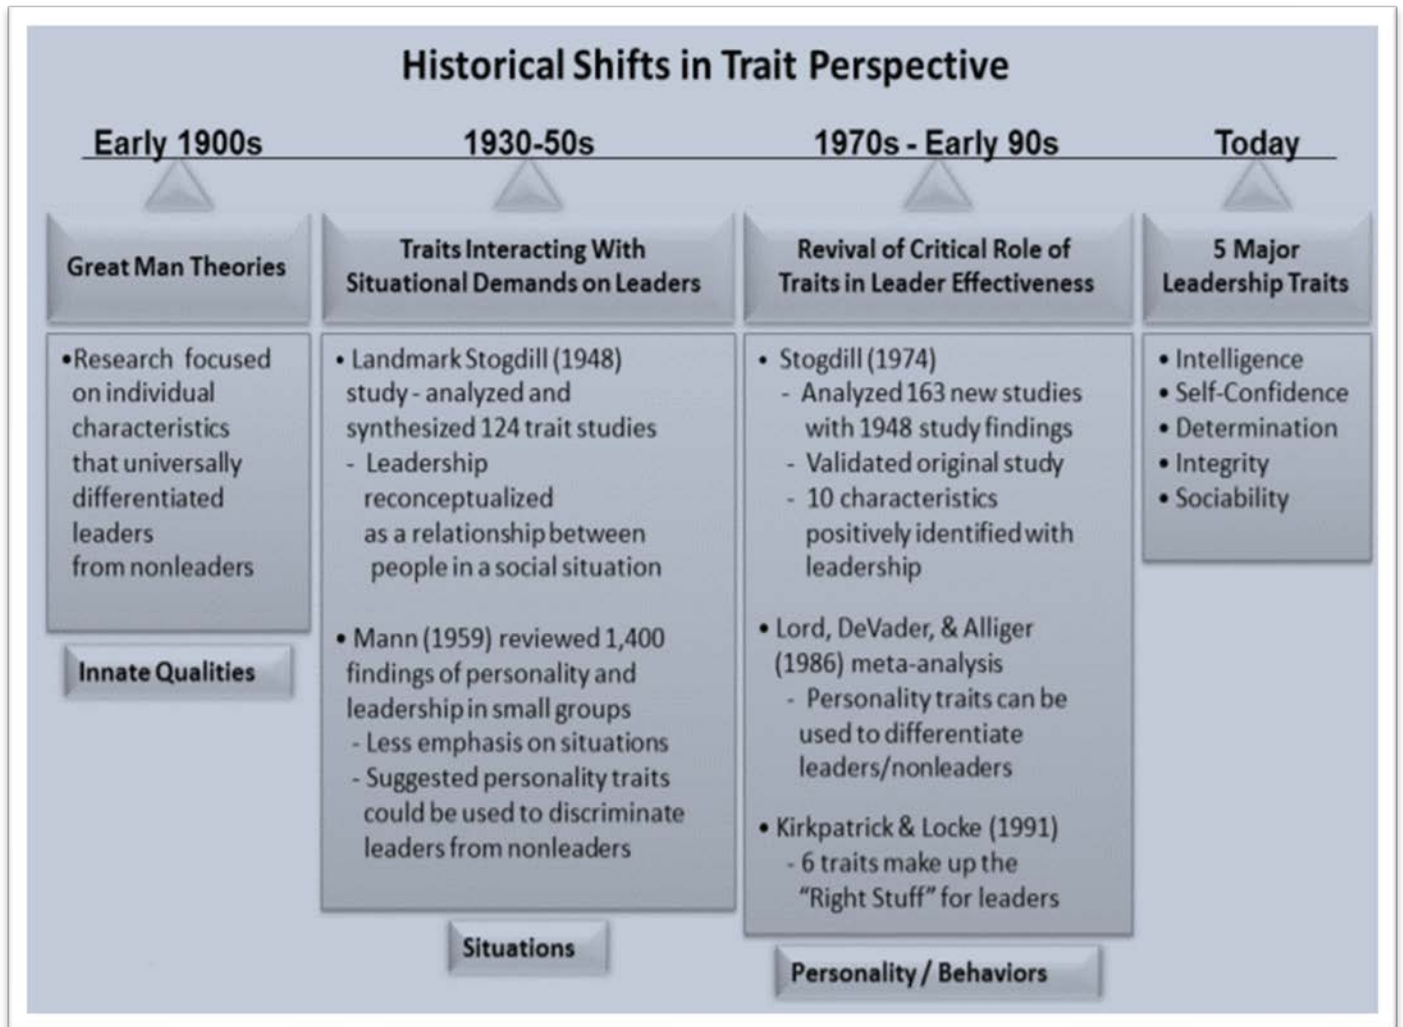 Historical Shifts in Trait Perspective
Early 1900s
1930-50s
1970s - Early 90s
Today
Great Man Theories
•Research focused
on individual
characteristics
that universally
differentiated
leaders
from nonleaders
Innate Qualities
Traits Interacting With
Situational Demands on Leaders
• Landmark Stogdill (1948)
study - analyzed and
synthesized 124 trait studies
- Leadership
reconceptualized
as a relationship between
people in a social situation
• Mann (1959) reviewed 1,400
findings of personality and
leadership in small groups
- Less emphasis on situations
- Suggested personality traits
could be used to discriminate
leaders from nonleaders
Situations
Revival of Critical Role of
Traits in Leader Effectiveness
• Stogdill (1974)
- Analyzed 163 new studies
with 1948 study findings
- Validated original study
- 10 characteristics
positively identified with
leadership
• Lord, DeVader, & Alliger
(1986) meta-analysis
- Personality traits can be
used to differentiate
leaders/nonleaders
• Kirkpatrick & Locke (1991)
- 6 traits make up the
“Right Stuff” for leaders
Personality / Behaviors
5 Major
Leadership Traits
• Intelligence
• Self-Confidence
• Determination
• Integrity
• Sociability